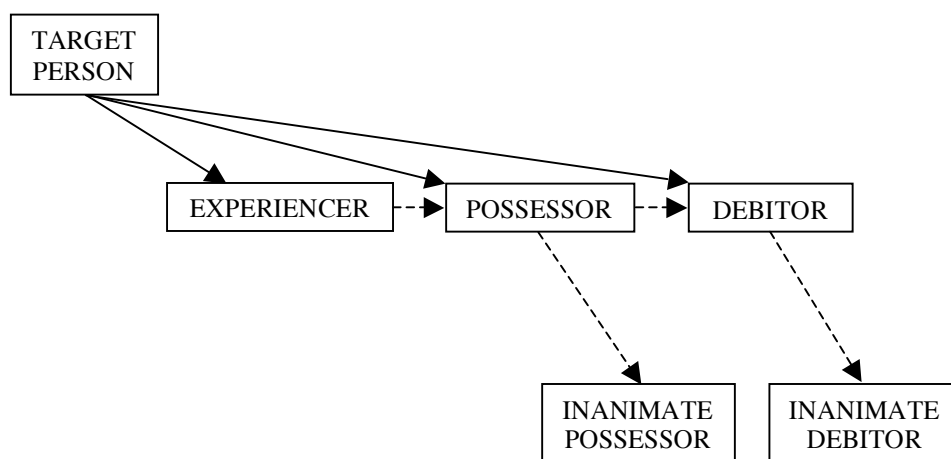 TARGET
PERSON
EXPERIENCER
POSSESSOR
DEBITOR
INANIMATE
POSSESSOR
INANIMATE
DEBITOR